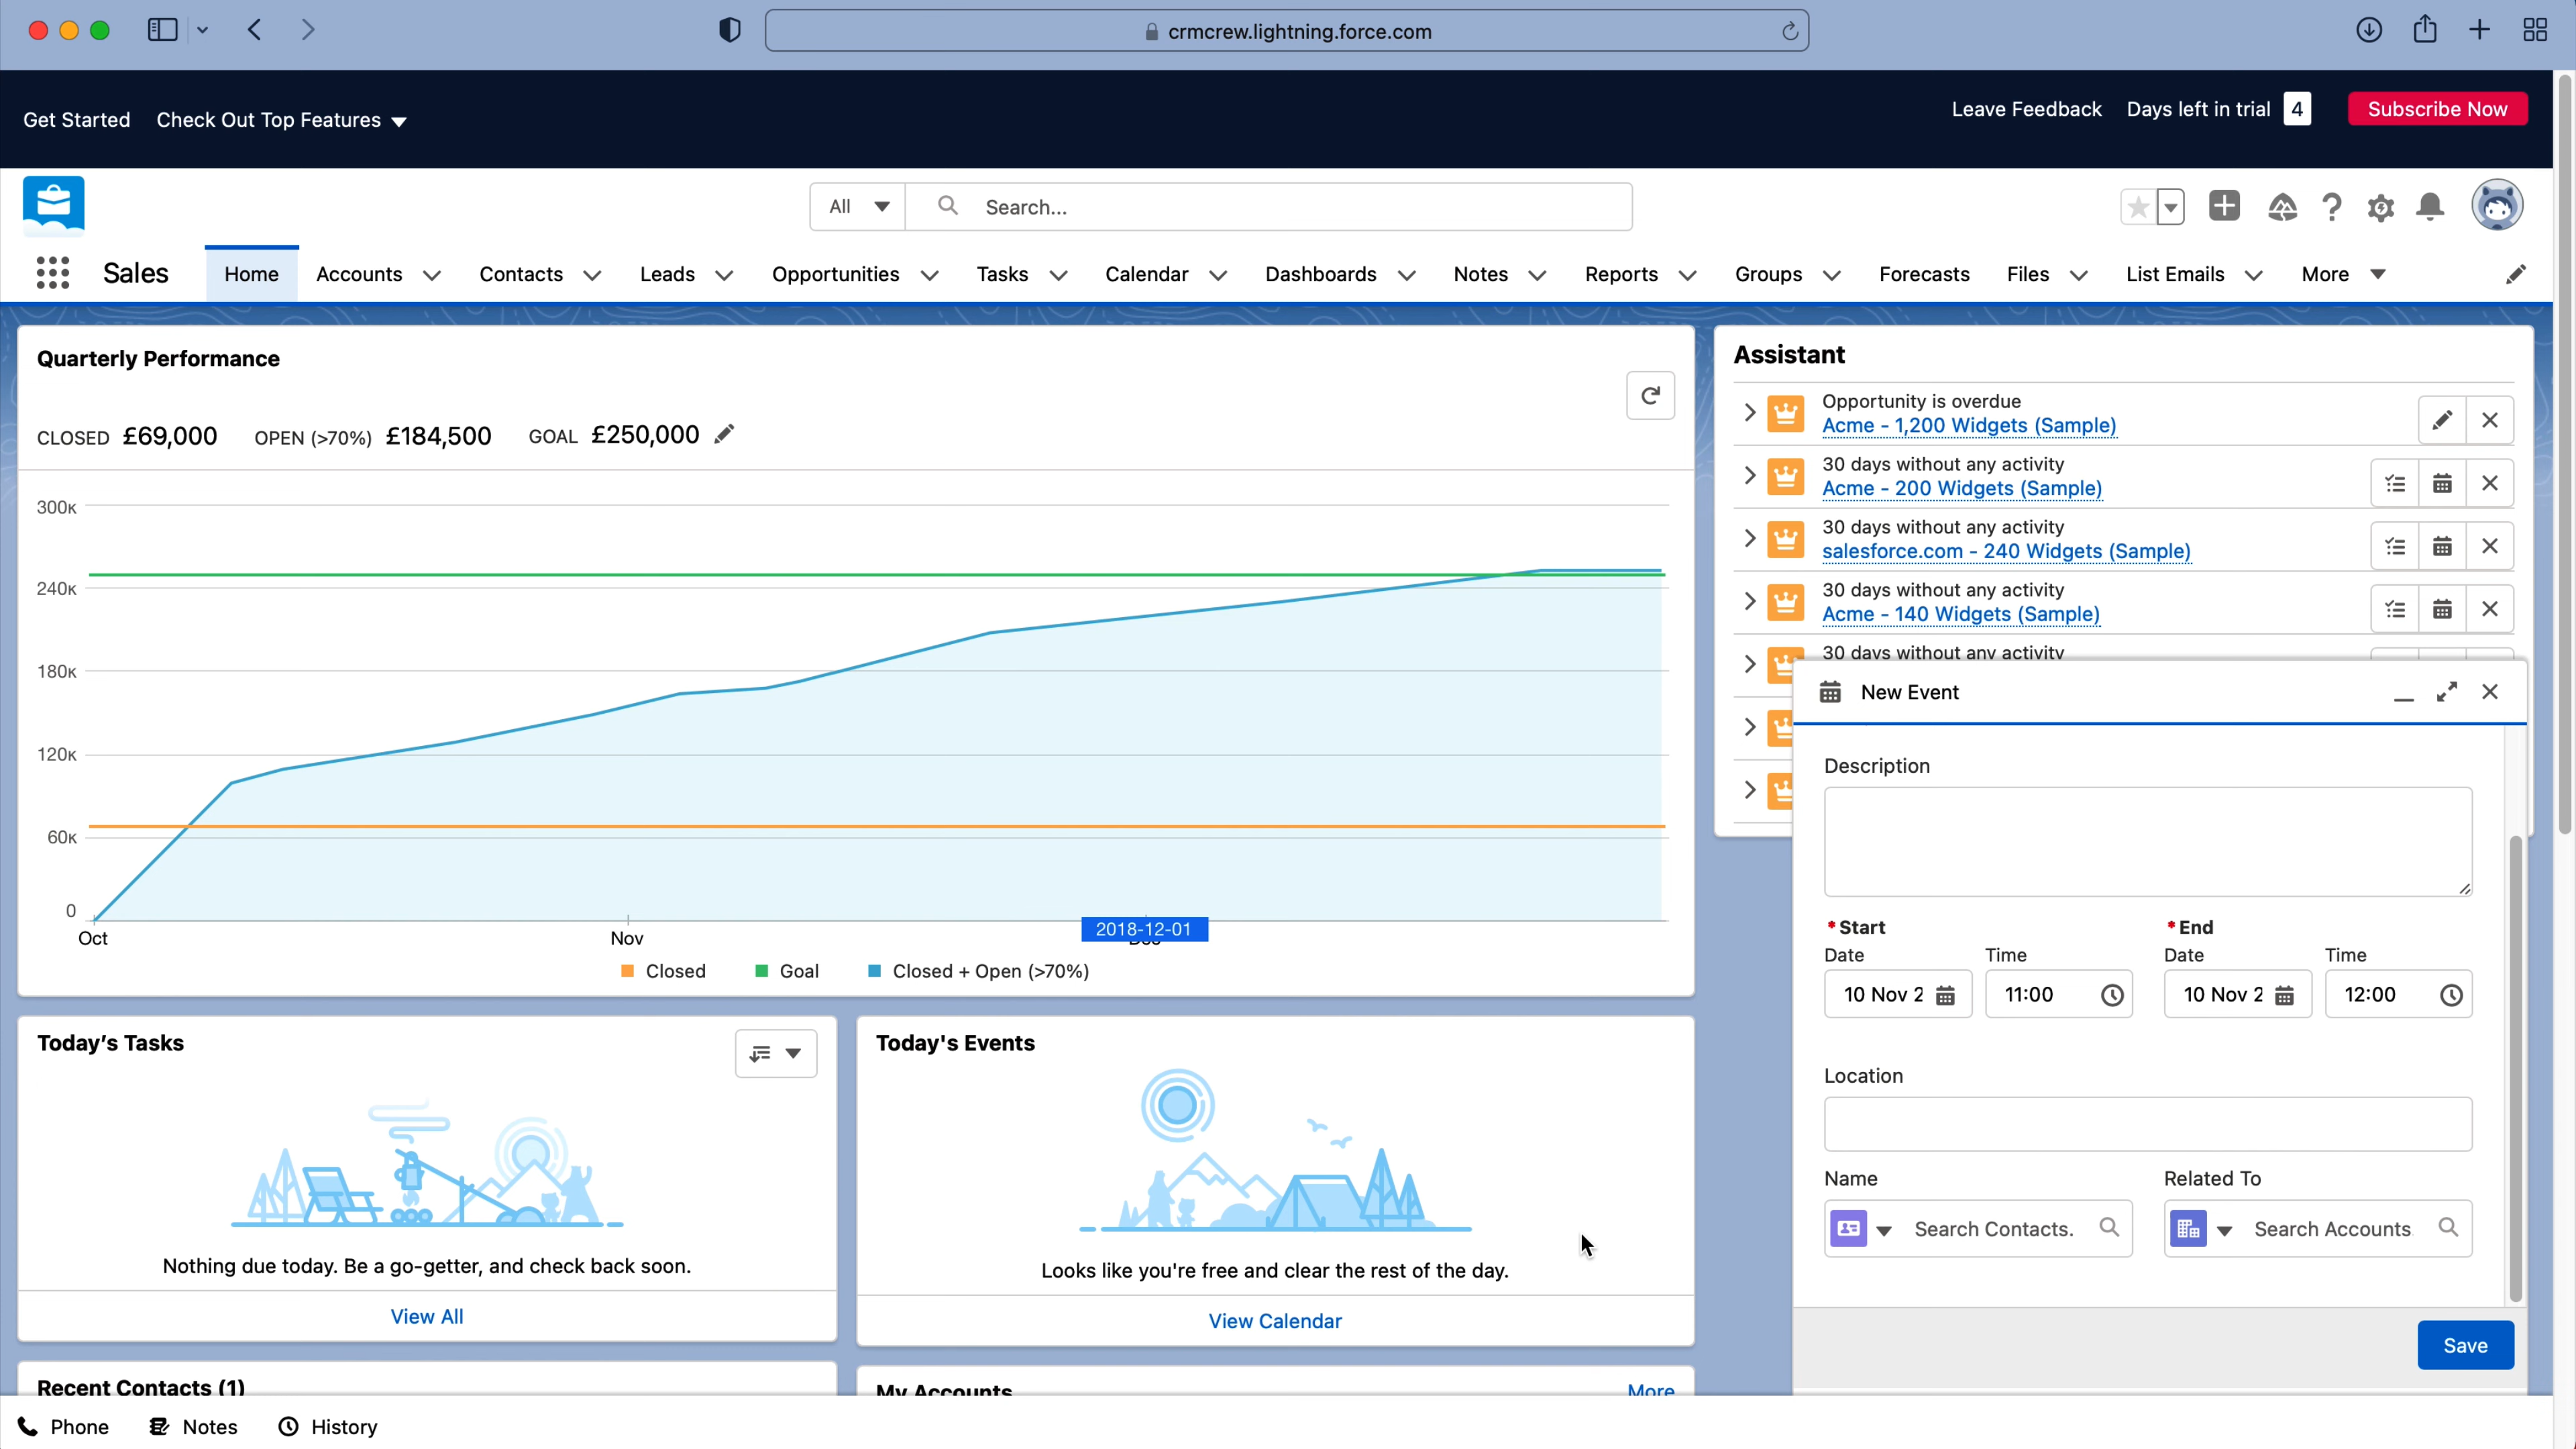 crmcrew.lightning.force.com
Get Started Check Out Top Features
Leave Feedback Days left in trial 4 Subscribe Now
All Search...
Sales Home Accounts Contacts Leads Opportunities Tasks Calendar Dashboards Notes Reports Groups Forecasts Files List Emails More
Quarterly Performance
CLOSED £69,000 OPEN (>70%) £184,500 GOAL £250,000
300K
240K
180K
120K
60K
0
Oct Nov
2018-12-01
Closed Goal Closed + Open (>70%)
Assistant
Opportunity is overdue
Acme - 1,200 Widgets (Sample)
30 days without any activity
Acme - 200 Widgets (Sample)
30 days without any activity
salesforce.com - 240 Widgets (Sample)
30 days without any activity
Acme - 140 Widgets (Sample)
30 days without any activity
New Event
Description
*Start *End
Date Time Date Time
10 Nov 2 11:00 10 Nov 2 12:00
Location
Name Related To
Search Contacts. Search Accounts
Save
Today's Tasks
Nothing due today. Be a go-getter, and check back soon.
View All
Today's Events
Looks like you're free and clear the rest of the day.
View Calendar
Recent Contacts (1)
My Accounts More
Phone Notes History